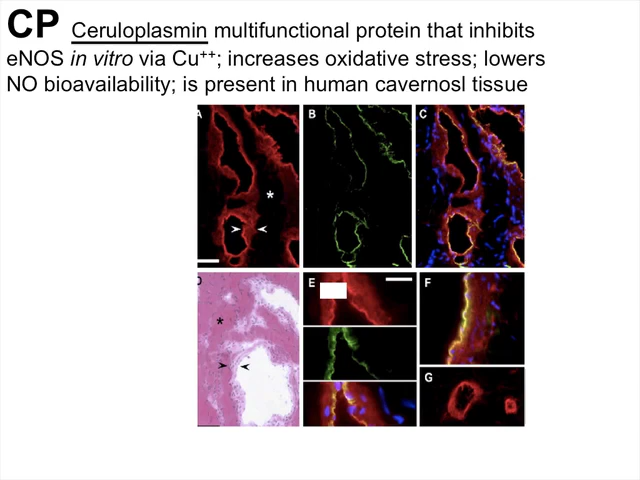 CP Ceruloplasmin multifunctional protein that inhibits
eNOS in vitro via Cu⁺⁺; increases oxidative stress; lowers
NO bioavailability; is present in human cavernosl tissue
A
B
C
*
D
*
E
F
G